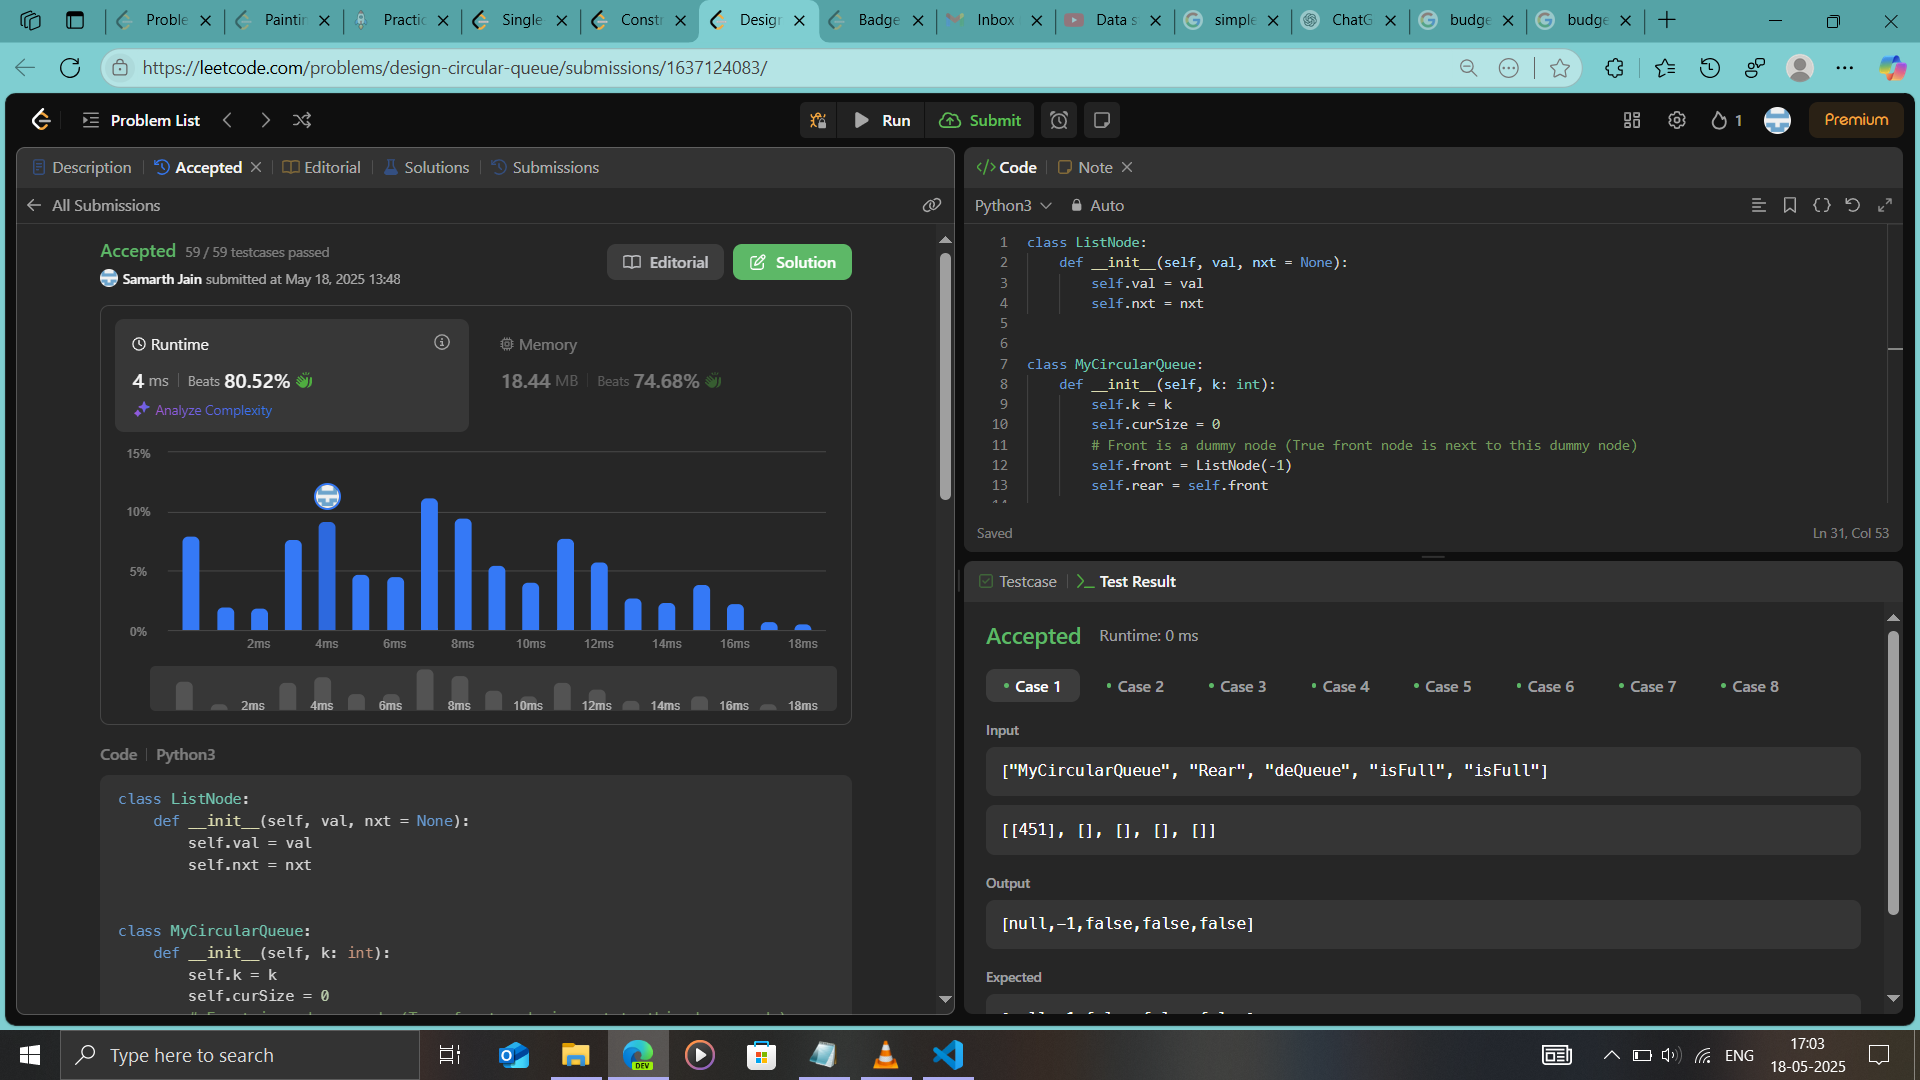 Proble
Paintin
Practic
Single
Constr
Design
Badge
Inbox
Data s
simple
ChatG
budge
budge
https://leetcode.com/problems/design-circular-queue/submissions/1637124083/
Problem List
Run
Submit
1
Premium
Description
Accepted
Editorial
Solutions
Submissions
All Submissions
Accepted 59 / 59 testcases passed
Samarth Jain submitted at May 18, 2025 13:48
Editorial
Solution
Runtime
4 ms Beats 80.52%
Analyze Complexity
Memory
18.44 MB Beats 74.68%
15%
10%
5%
0%
2ms 4ms 6ms 8ms 10ms 12ms 14ms 16ms 18ms
2ms 4ms 6ms 8ms 10ms 12ms 14ms 16ms 18ms
Code Python3
class ListNode:
def __init__(self, val, nxt = None):
self.val = val
self.nxt = nxt
class MyCircularQueue:
def __init__(self, k: int):
self.k = k
self.curSize = 0
</> Code
Note
Python3
Auto
1 class ListNode:
2 def __init__(self, val, nxt = None):
3 self.val = val
4 self.nxt = nxt
5
6
7 class MyCircularQueue:
8 def __init__(self, k: int):
9 self.k = k
10 self.curSize = 0
11 # Front is a dummy node (True front node is next to this dummy node)
12 self.front = ListNode(-1)
13 self.rear = self.front
Saved
Ln 31, Col 53
Testcase
Test Result
Accepted Runtime: 0 ms
Case 1
Case 2
Case 3
Case 4
Case 5
Case 6
Case 7
Case 8
Input
["MyCircularQueue", "Rear", "deQueue", "isFull", "isFull"]
[[451], [], [], [], []]
Output
[null,-1,false,false,false]
Expected
Type here to search
DEV
ENG
17:03
18-05-2025